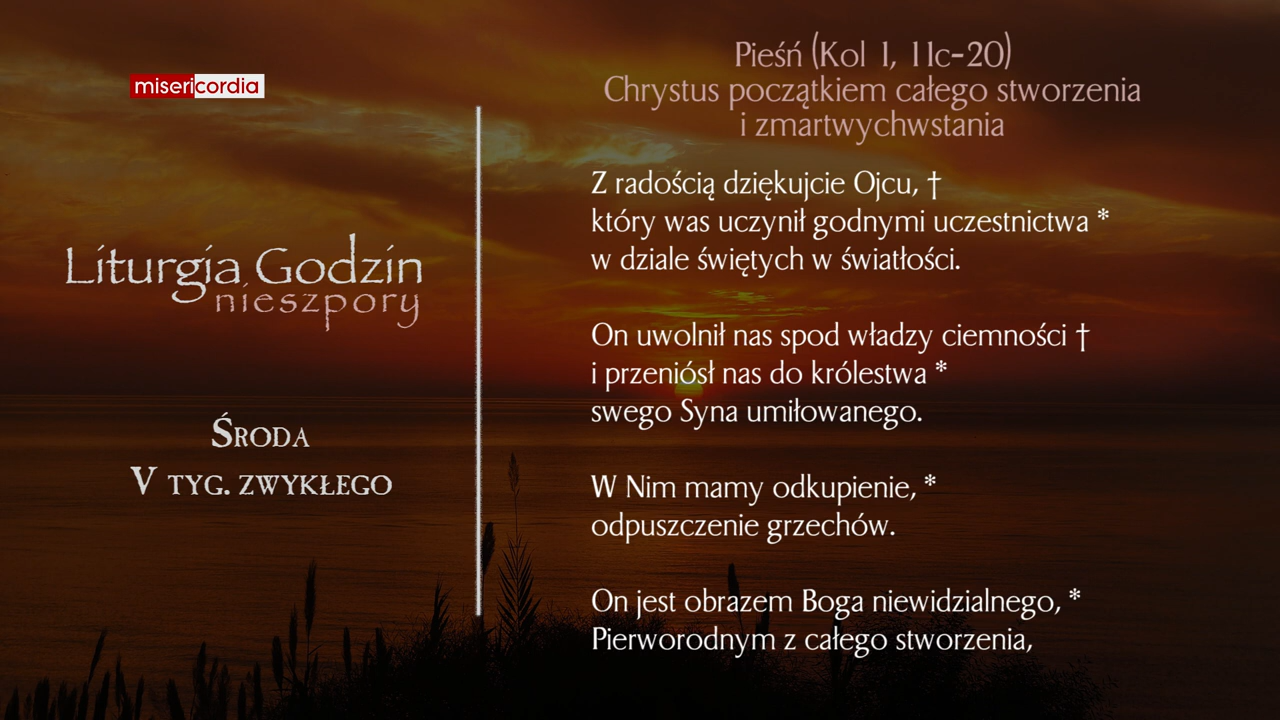 misericordia
Liturgia Godzin
nieszpory
Środa
V tyg. zwykłego
Pieśń (Kol 1, 11c-20)
Chrystus początkiem całego stworzenia
i zmartwychwstania
Z radością dziękujcie Ojcu, †
który was uczynił godnymi uczestnictwa *
w dziale świętych w światłości.
On uwolnił nas spod władzy ciemności †
i przeniósł nas do królestwa *
swego Syna umiłowanego.
W Nim mamy odkupienie, *
odpuszczenie grzechów.
On jest obrazem Boga niewidzialnego, *
Pierworodnym z całego stworzenia,